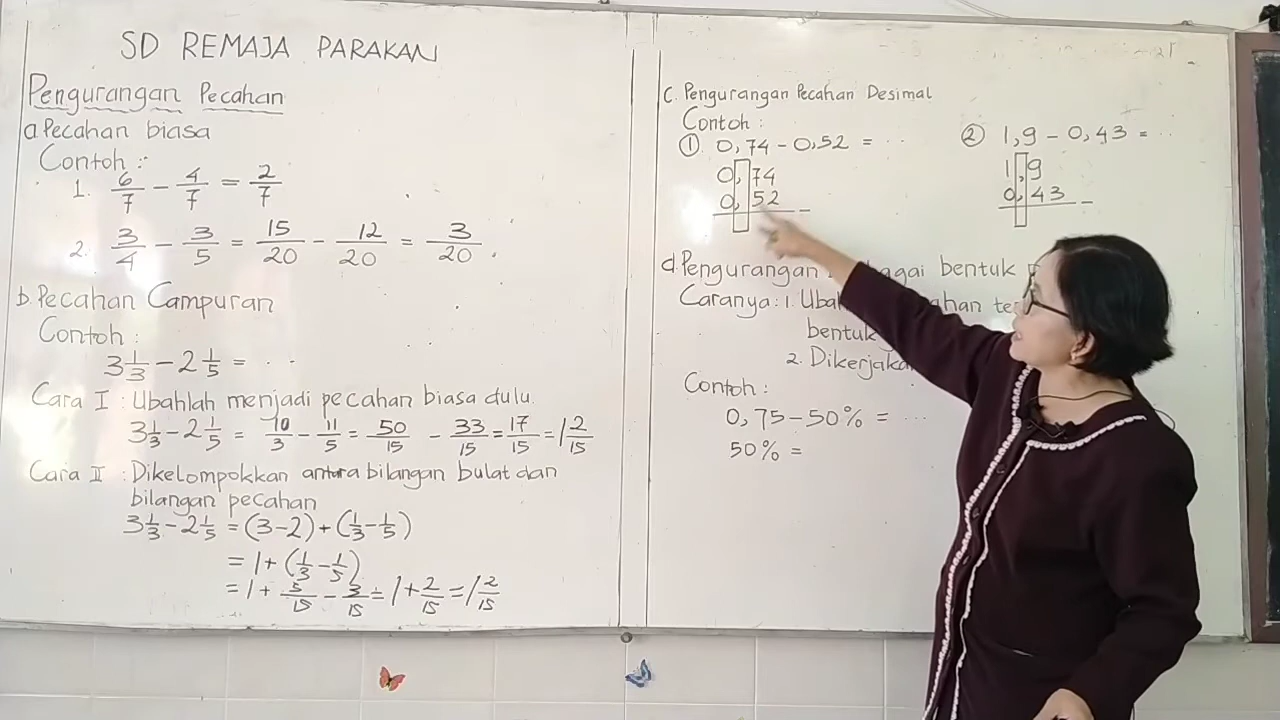 SD REMAJA PARAKAN
Pengurangan Pecahan
a Pecahan biasa
Contoh :
1. 6/7 - 4/7 = 2/7
2. 3/4 - 3/5 = 15/20 - 12/20 = 3/20 .
b. Pecahan Campuran
Contoh :
3 1/3 - 2 1/5 = . . .
Cara I : Ubahlah menjadi pecahan biasa dulu.
3 1/3 - 2 1/5 = 10/3 - 11/5 = 50/15 - 33/15 = 17/15 = 1 2/15
Cara II : Dikelompokkan antara bilangan bulat dan
bilangan pecahan
3 1/3 - 2 1/5 = (3-2) + (1/3 - 1/5)
= 1 + (1/3 - 1/5)
= 1 + 5/15 - 3/15 = 1 + 2/15 = 1 2/15
C. Pengurangan Pecahan Desimal
Contoh :
① 0,74 - 0,52 = . . .
0,74
0,52 -
② 1,9 - 0,43 = . . .
1,9
0,43 -
d. Pengurangan bentuk
Caranya : 1.
bentuk
2. Dikerjakan
Contoh :
0,75 - 50% = ...
50% =